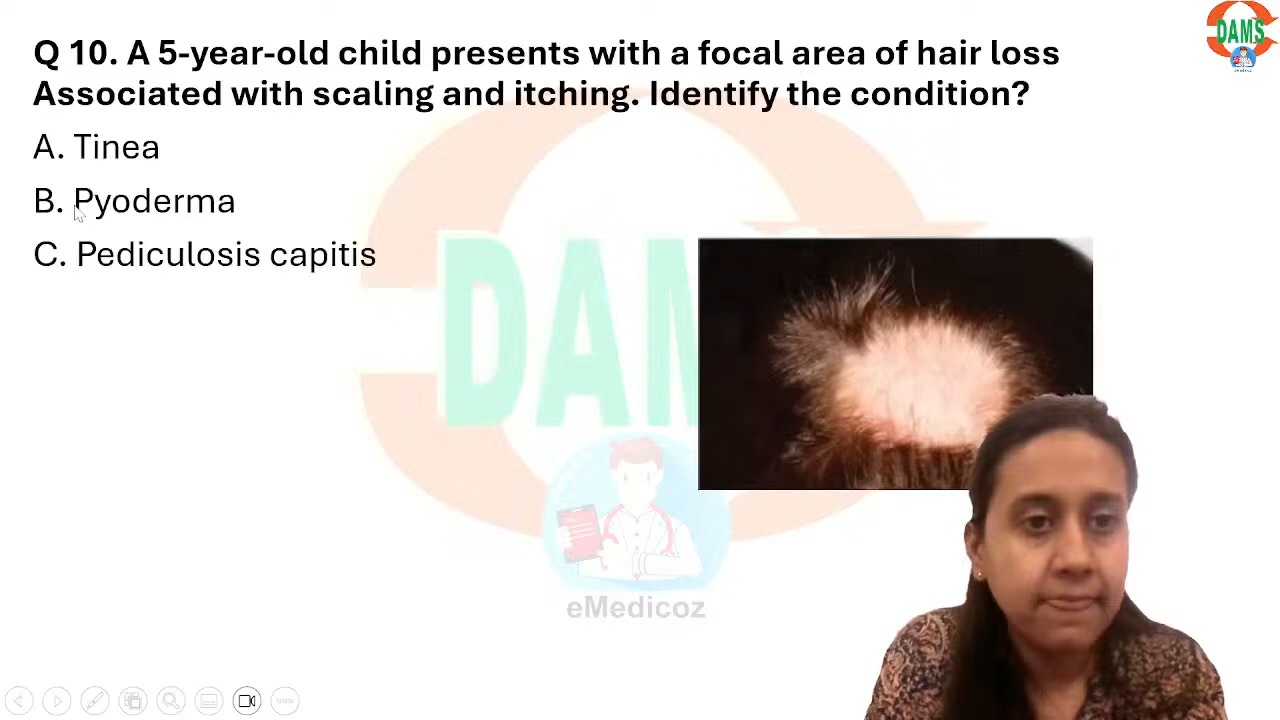 Q 10. A 5-year-old child presents with a focal area of hair loss
Associated with scaling and itching. Identify the condition?
A. Tinea
B. Pyoderma
C. Pediculosis capitis
DAMS
DAM
eMedicoz